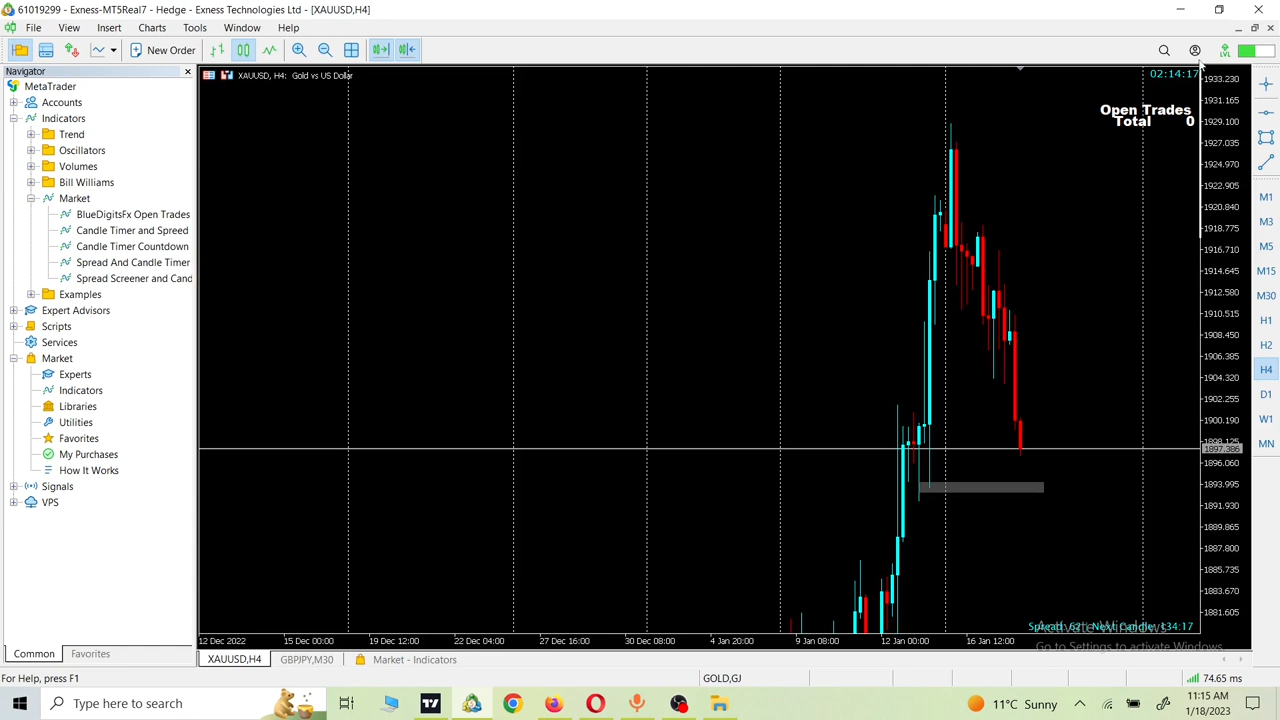 61019299 - Exness-MT5Real7 - Hedge - Exness Technologies Ltd - [XAUUSD,H4]
File View Insert Charts Tools Window Help
New Order
LVL
Navigator
MetaTrader
Accounts
Indicators
Trend
Oscillators
Volumes
Bill Williams
Market
BlueDigitsFx Open Trades
Candle Timer and Spreed
Candle Timer Countdown
Spread And Candle Timer
Spread Screener and Cand
Examples
Expert Advisors
Scripts
Services
Market
Experts
Indicators
Libraries
Utilities
Favorites
My Purchases
How It Works
Signals
VPS
Common Favorites
XAUUSD, H4: Gold vs US Dollar
02:14:17
Open Trades
Total 0
1933.230
1931.165
1929.100
1927.035
1924.970
1922.905
1920.840
1918.775
1916.710
1914.645
1912.580
1910.515
1908.450
1906.385
1904.320
1902.255
1900.190
1898.125
1897.386
1896.060
1893.995
1891.930
1889.865
1887.800
1885.735
1883.670
1881.605
M1
M3
M5
M15
M30
H1
H2
H4
D1
W1
MN
Activate Windows
Go to Settings to activate Windows.
12 Dec 2022 15 Dec 00:00 19 Dec 12:00 22 Dec 04:00 27 Dec 16:00 30 Dec 08:00 4 Jan 20:00 9 Jan 08:00 12 Jan 00:00 16 Jan 12:00
XAUUSD,H4 GBPJPY,M30 Market - Indicators
For Help, press F1
GOLD,GJ
74.65 ms
Type here to search
11°C Sunny
11:15 AM
1/18/2023